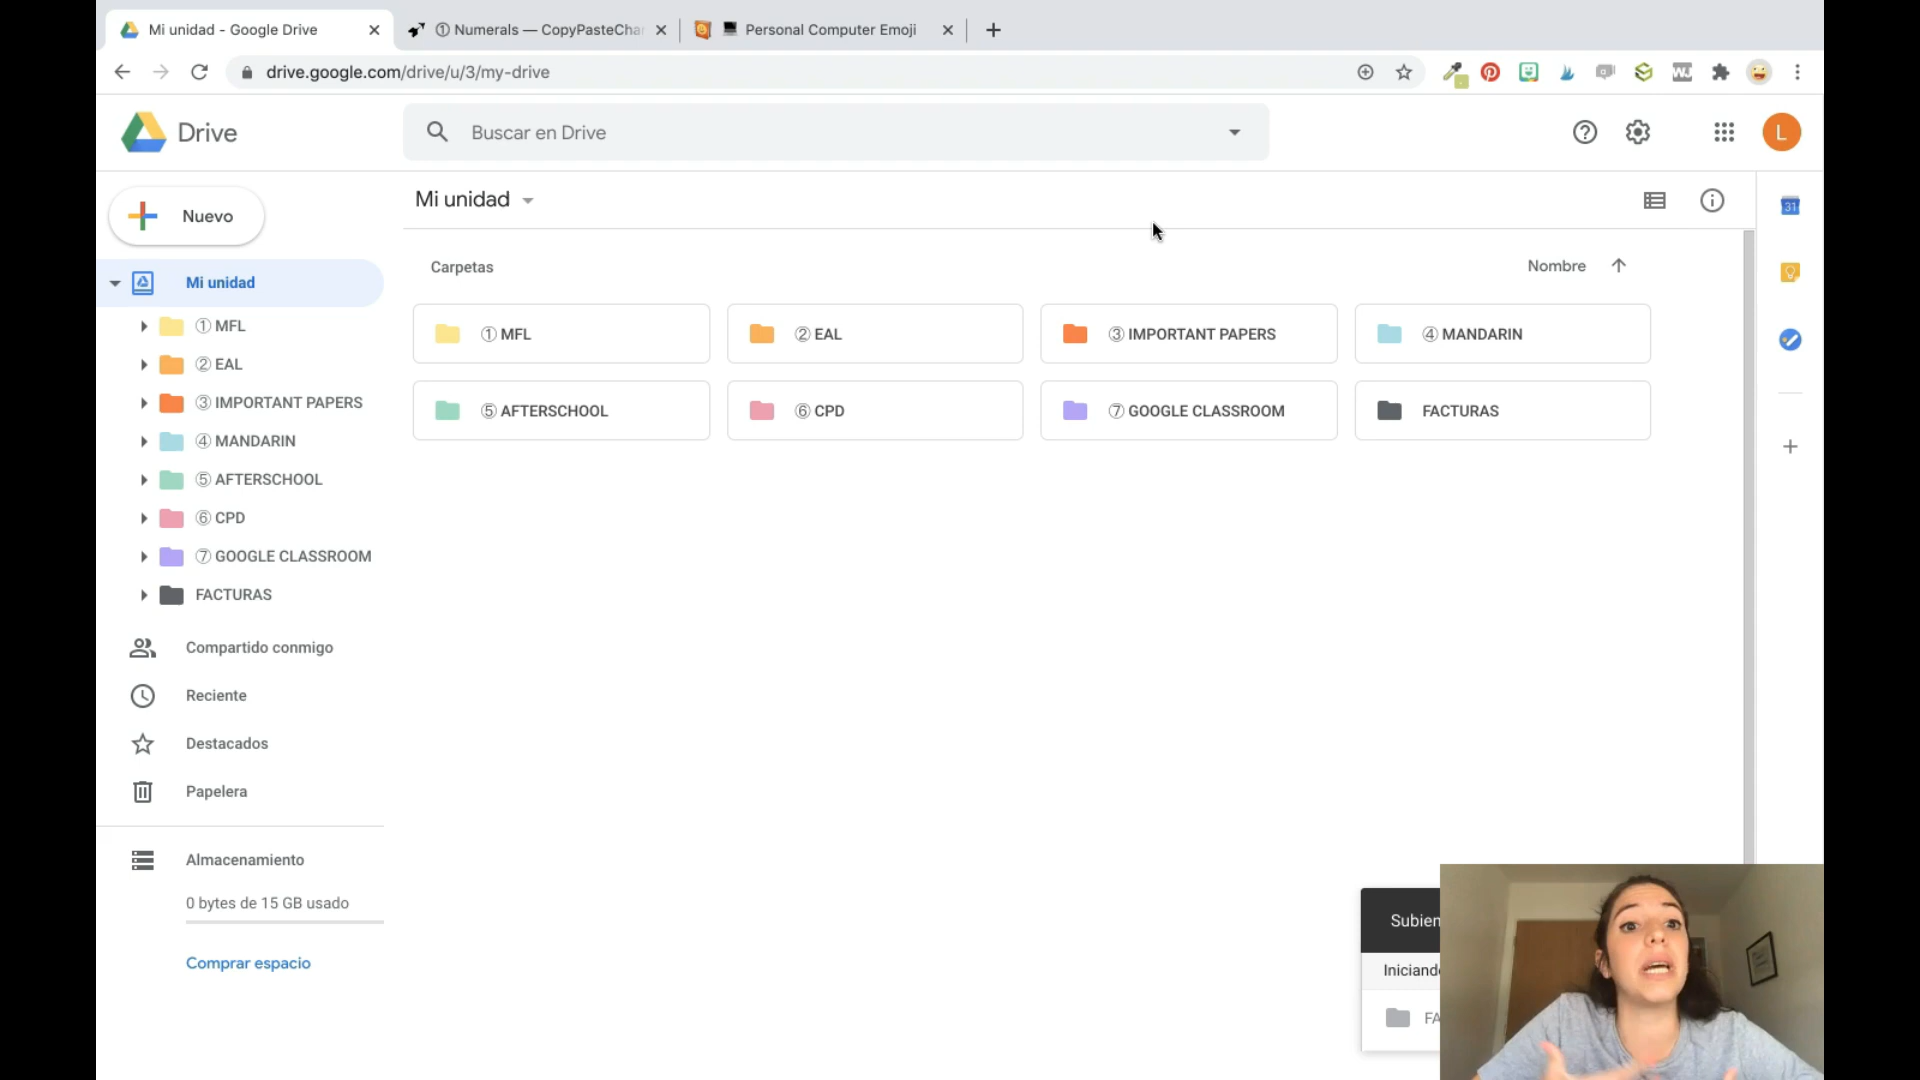 Mi unidad - Google Drive
① Numerals — CopyPasteChar
Personal Computer Emoji
drive.google.com/drive/u/3/my-drive
Drive
Buscar en Drive
L
Nuevo
Mi unidad
31
Carpetas
Nombre
Mi unidad
① MFL
② EAL
③ IMPORTANT PAPERS
④ MANDARIN
⑤ AFTERSCHOOL
⑥ CPD
⑦ GOOGLE CLASSROOM
FACTURAS
① MFL
② EAL
③ IMPORTANT PAPERS
④ MANDARIN
⑤ AFTERSCHOOL
⑥ CPD
⑦ GOOGLE CLASSROOM
FACTURAS
Compartido conmigo
Reciente
Destacados
Papelera
Almacenamiento
0 bytes de 15 GB usado
Comprar espacio
Subien
Iniciand
FA